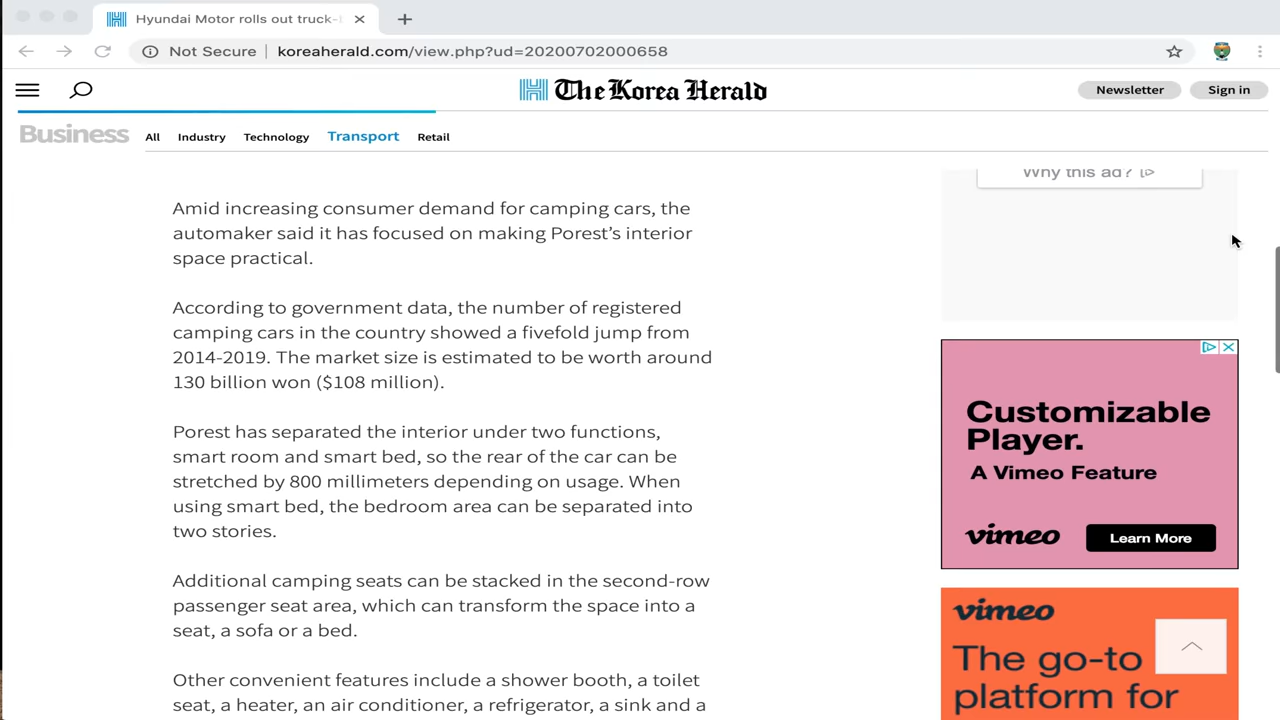 Hyundai Motor rolls out truck-
Not Secure koreaherald.com/view.php?ud=20200702000658
The Korea Herald
Newsletter
Sign in
Business
All Industry Technology Transport Retail
Amid increasing consumer demand for camping cars, the
automaker said it has focused on making Porest’s interior
space practical.
According to government data, the number of registered
camping cars in the country showed a fivefold jump from
2014-2019. The market size is estimated to be worth around
130 billion won ($108 million).
Porest has separated the interior under two functions,
smart room and smart bed, so the rear of the car can be
stretched by 800 millimeters depending on usage. When
using smart bed, the bedroom area can be separated into
two stories.
Additional camping seats can be stacked in the second-row
passenger seat area, which can transform the space into a
seat, a sofa or a bed.
Other convenient features include a shower booth, a toilet
seat, a heater, an air conditioner, a refrigerator, a sink and a
Why this ad?
Customizable
Player.
A Vimeo Feature
vimeo
Learn More
vimeo
The go-to
platform for